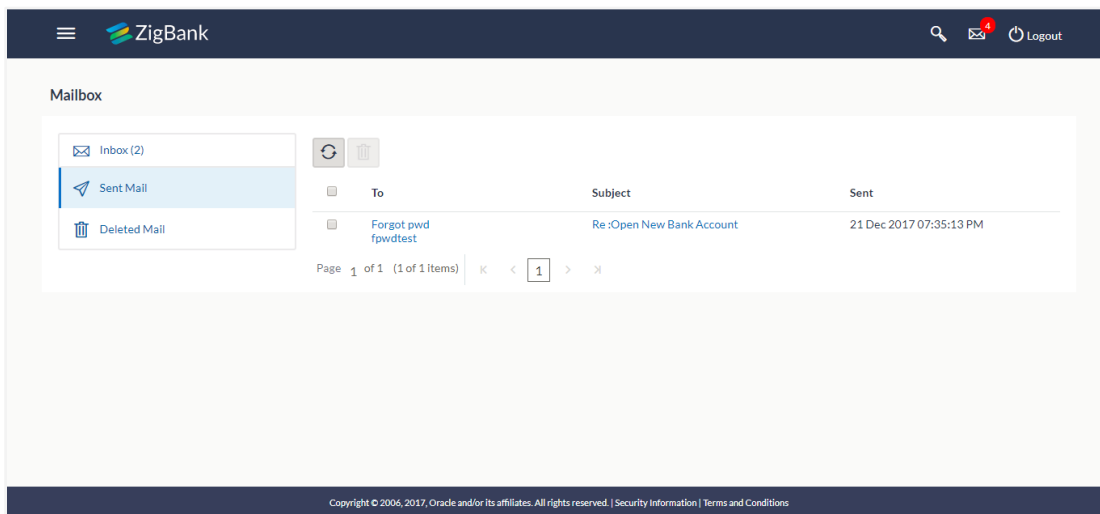 ZigBank
4
Logout
Mailbox
Inbox (2)
Sent Mail
Deleted Mail
To Subject Sent
Forgot pwd Re :Open New Bank Account 21 Dec 2017 07:35:13 PM
fpwdtest
Page 1 of 1 (1 of 1 items) K < 1 > X
Copyright © 2006, 2017, Oracle and/or its affiliates. All rights reserved. | Security Information | Terms and Conditions